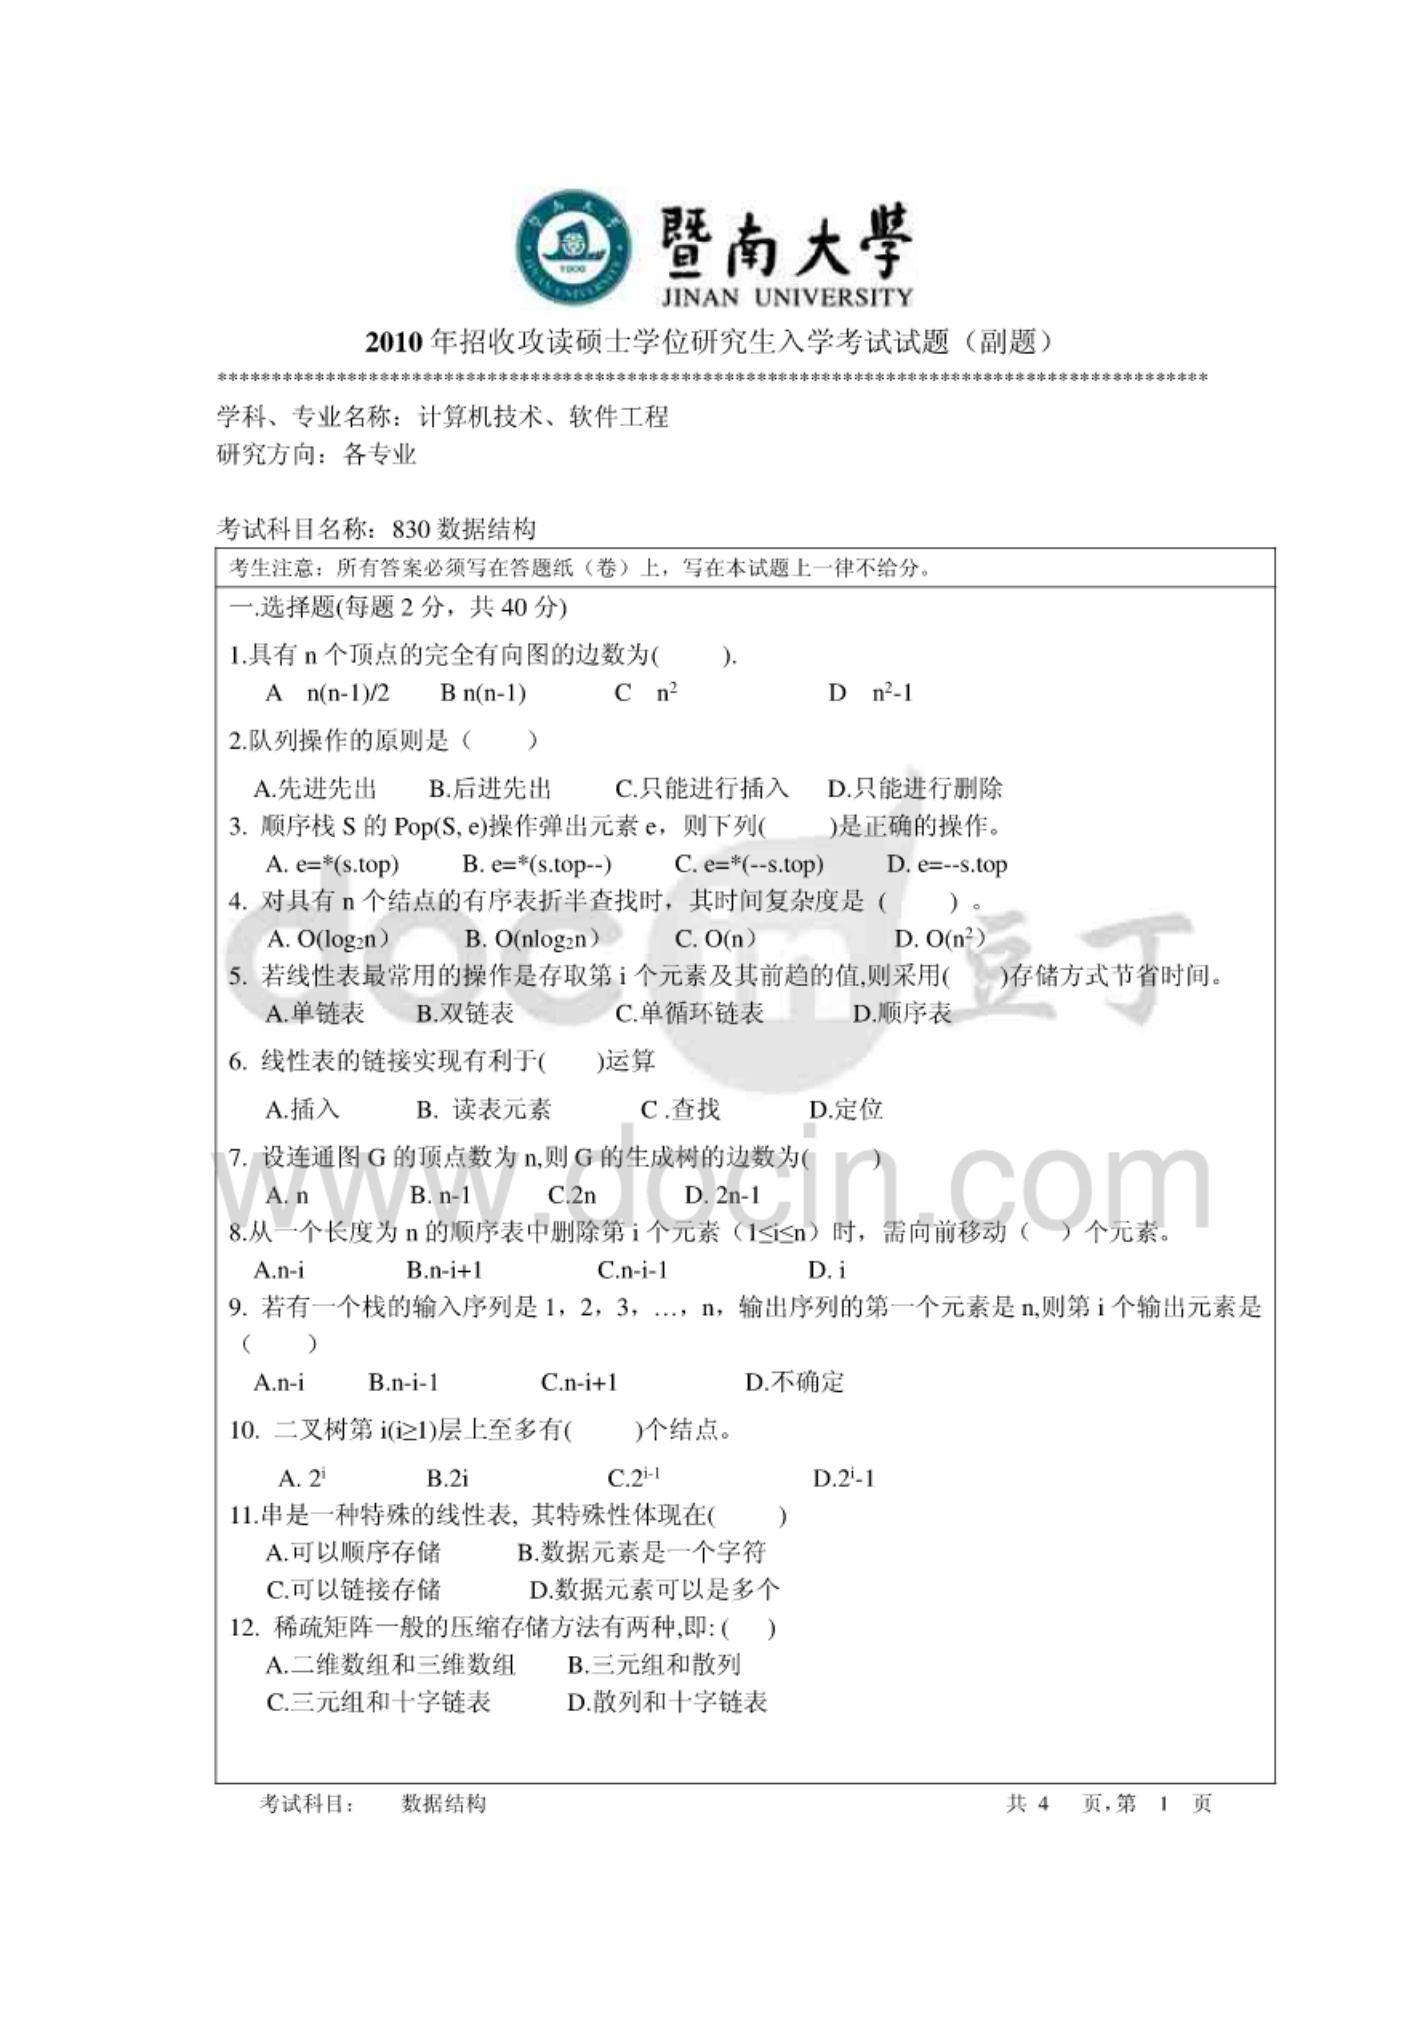 暨南大學
JINAN UNIVERSITY
2010 年招收攻读硕士学位研究生入学考试试题（副题）
********************************************************************************************
学科、专业名称：计算机技术、软件工程
研究方向：各专业
考试科目名称：830 数据结构
考生注意：所有答案必须写在答题纸（卷）上，写在本试题上一律不给分。
一.选择题(每题 2 分，共 40 分)
1.具有 n 个顶点的完全有向图的边数为( ).
A n(n-1)/2 B n(n-1) C n² D n²-1
2.队列操作的原则是（ ）
A.先进先出 B.后进先出 C.只能进行插入 D.只能进行删除
3. 顺序栈 S 的 Pop(S, e)操作弹出元素 e，则下列( )是正确的操作。
A. e=*(s.top) B. e=*(s.top--) C. e=*(--s.top) D. e=--s.top
4. 对具有 n 个结点的有序表折半查找时，其时间复杂度是（ ）。
A. O(log₂n） B. O(nlog₂n） C. O(n） D. O(n²）
5. 若线性表最常用的操作是存取第 i 个元素及其前趋的值,则采用( )存储方式节省时间。
A.单链表 B.双链表 C.单循环链表 D.顺序表
6. 线性表的链接实现有利于( )运算
A.插入 B. 读表元素 C .查找 D.定位
7. 设连通图 G 的顶点数为 n,则 G 的生成树的边数为( )
A. n B. n-1 C.2n D. 2n-1
8.从一个长度为 n 的顺序表中删除第 i 个元素（1≤i≤n）时，需向前移动（ ）个元素。
A.n-i B.n-i+1 C.n-i-1 D. i
9. 若有一个栈的输入序列是 1，2，3，…，n，输出序列的第一个元素是 n,则第 i 个输出元素是
（ ）
A.n-i B.n-i-1 C.n-i+1 D.不确定
10. 二叉树第 i(i≥1)层上至多有( )个结点。
A. 2ⁱ B.2i C.2ⁱ⁻¹ D.2ⁱ-1
11.串是一种特殊的线性表, 其特殊性体现在( )
A.可以顺序存储 B.数据元素是一个字符
C.可以链接存储 D.数据元素可以是多个
12. 稀疏矩阵一般的压缩存储方法有两种,即: ( )
A.二维数组和三维数组 B.三元组和散列
C.三元组和十字链表 D.散列和十字链表
考试科目： 数据结构 共 4 页,第 1 页
docin 豆丁
www.docin.com